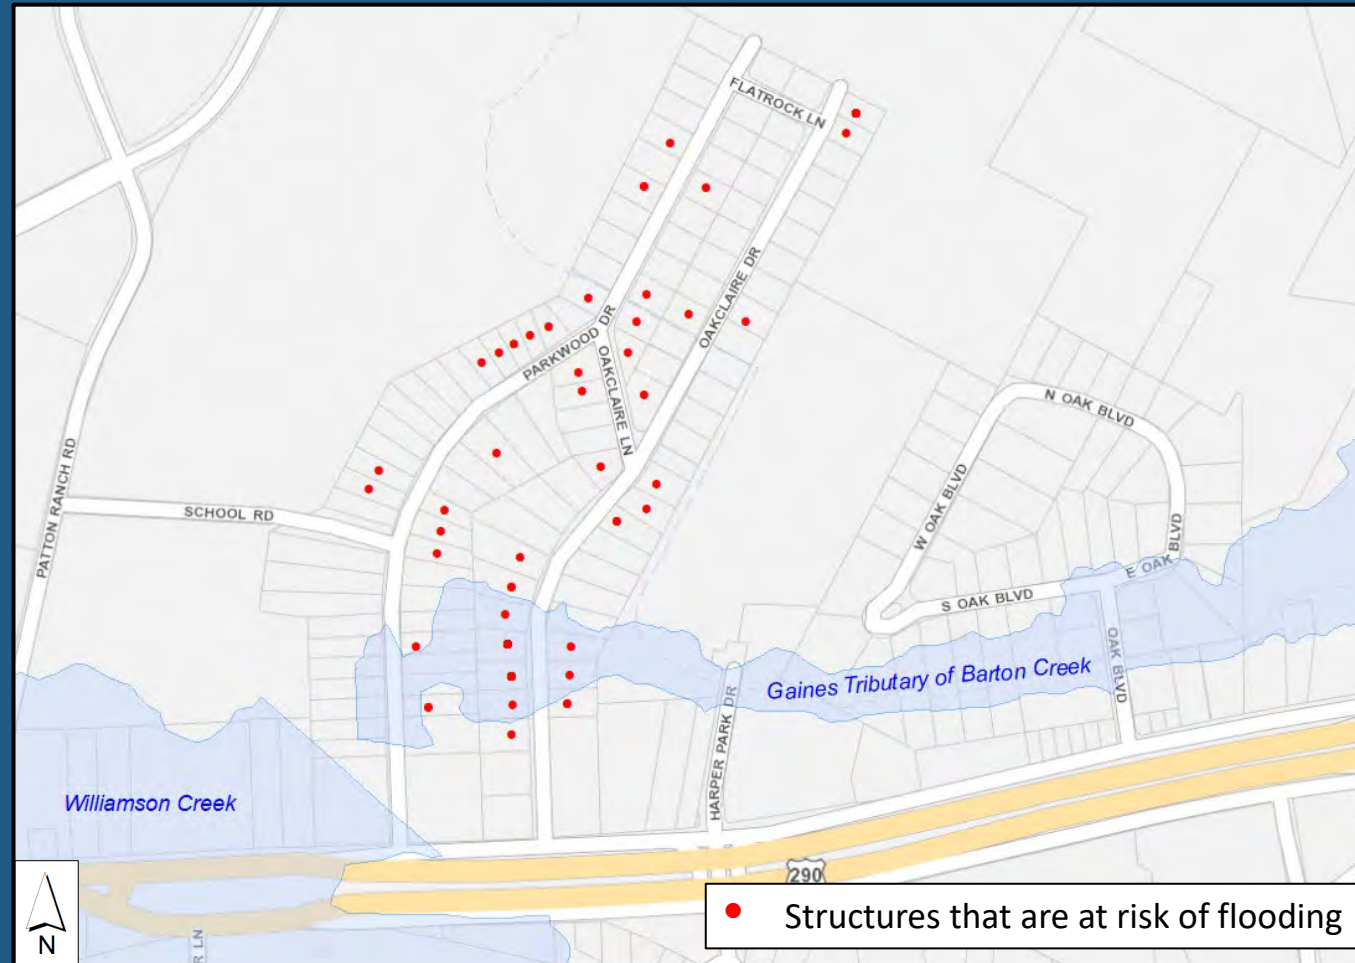 FLATROCK LN
OAKCLAIRE DR
PARKWOOD DR
OAKCLAIRE LN
N OAK BLVD
W OAK BLVD
PATTON RANCH RD
SCHOOL RD
E OAK BLVD
S OAK BLVD
OAK BLVD
Gaines Tributary of Barton Creek
HARPER PARK DR
Williamson Creek
290
Structures that are at risk of flooding
N
R LN